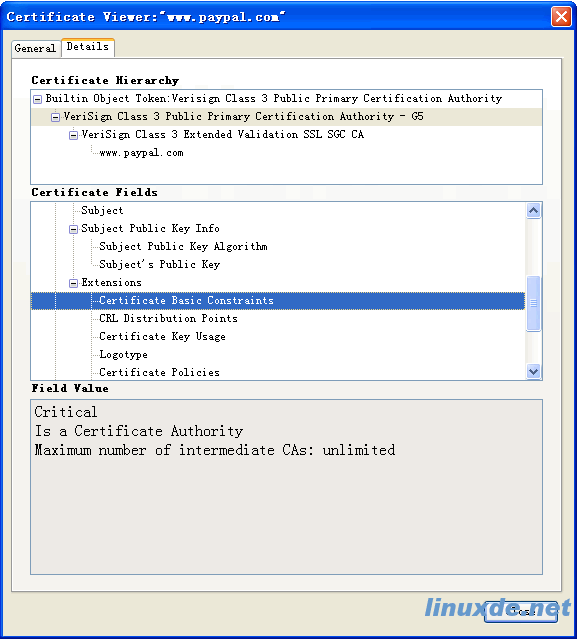 Certificate Viewer:"www.paypal.com"
General
Details
Certificate Hierarchy
Builtin Object Token:Verisign Class 3 Public Primary Certification Authority
VeriSign Class 3 Public Primary Certification Authority - G5
VeriSign Class 3 Extended Validation SSL SGC CA
www.paypal.com
Certificate Fields
Subject
Subject Public Key Info
Subject Public Key Algorithm
Subject's Public Key
Extensions
Certificate Basic Constraints
CRL Distribution Points
Certificate Key Usage
Logotype
Certificate Policies
Field Value
Critical
Is a Certificate Authority
Maximum number of intermediate CAs: unlimited
linuxde.net